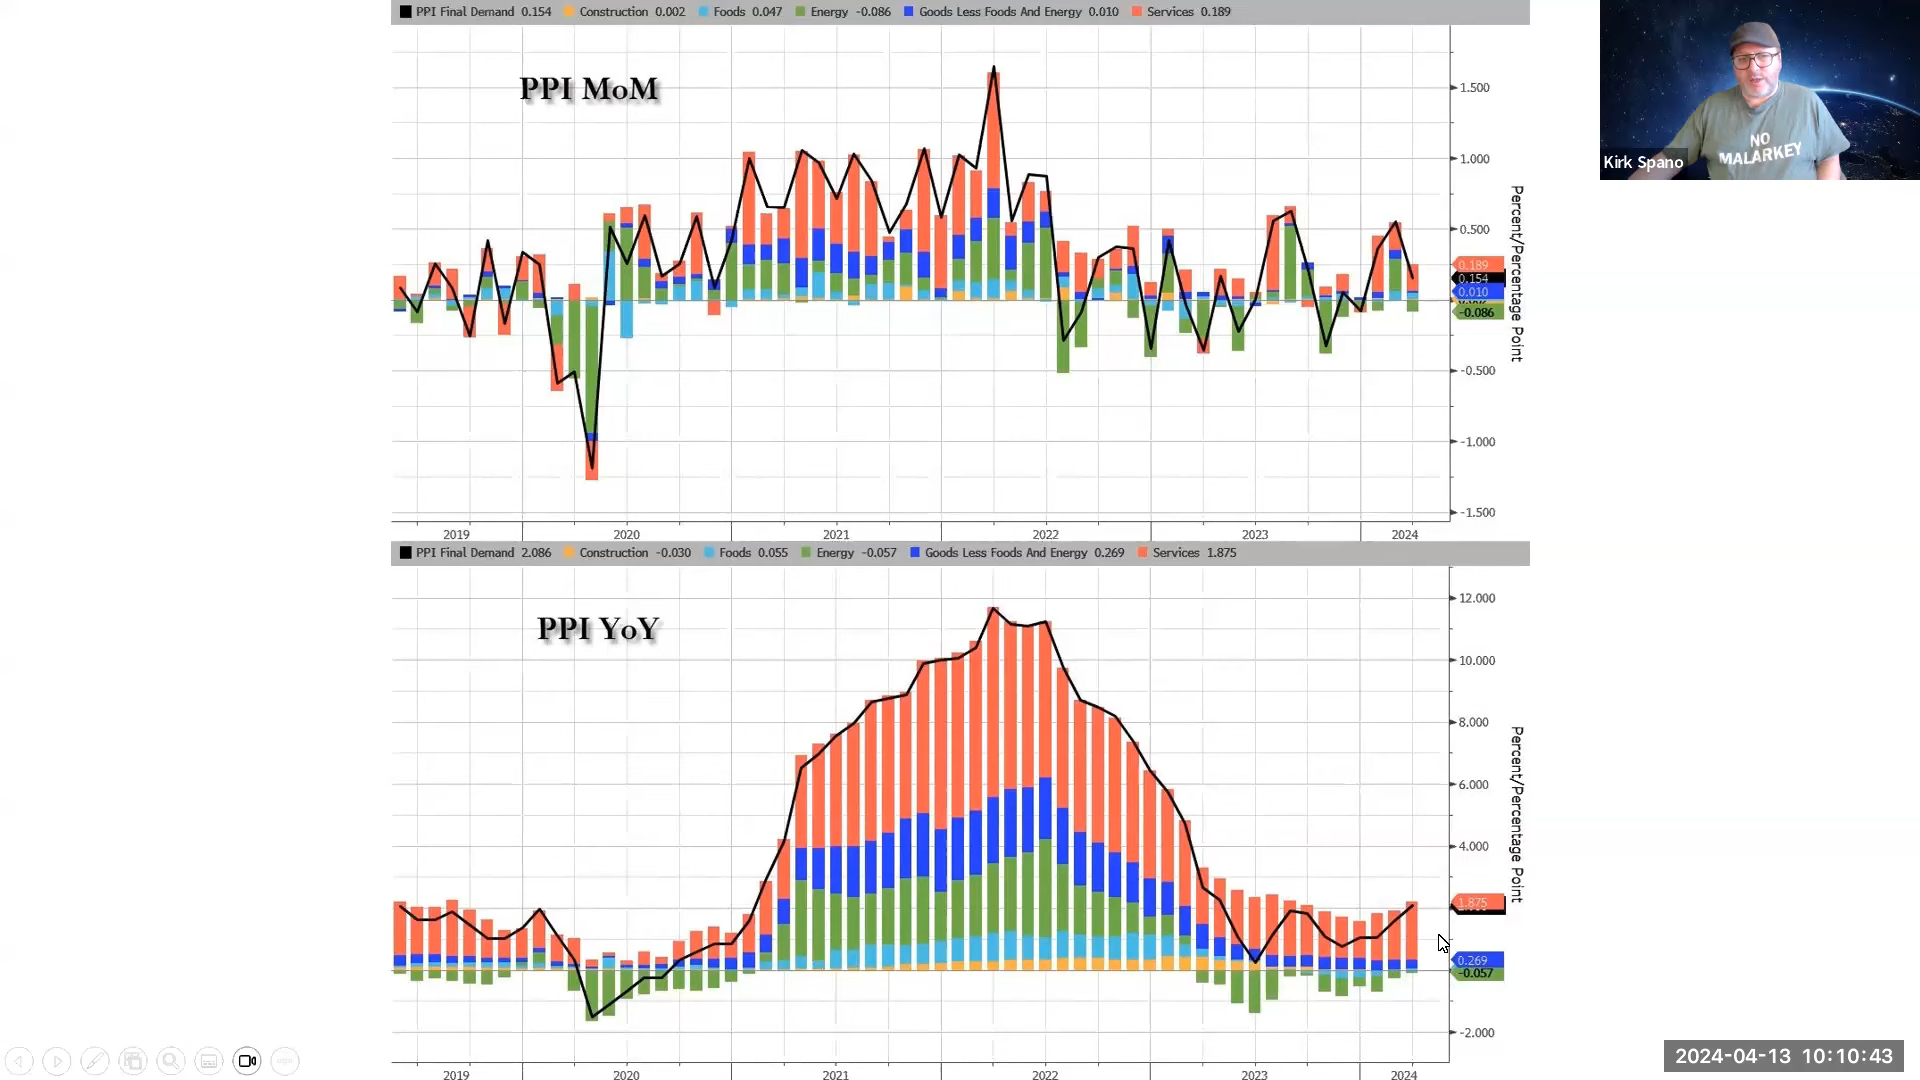 PPI Final Demand 0.154 Construction 0.002 Foods 0.047 Energy -0.086 Goods Less Foods And Energy 0.010 Services 0.189
PPI MoM
1.500
1.000
0.500
0.189
0.154
0.010
-0.086
-0.500
-1.000
-1.500
Percent/Percentage Point
2019 2020 2021 2022 2023 2024
PPI Final Demand 2.086 Construction -0.030 Foods 0.055 Energy -0.057 Goods Less Foods And Energy 0.269 Services 1.875
PPI YoY
12.000
10.000
8.000
6.000
4.000
1.875
0.269
-0.057
-2.000
Percent/Percentage Point
2019 2020 2021 2022 2023 2024
NO
MALARKEY
Kirk Spano
2024-04-13 10:10:43